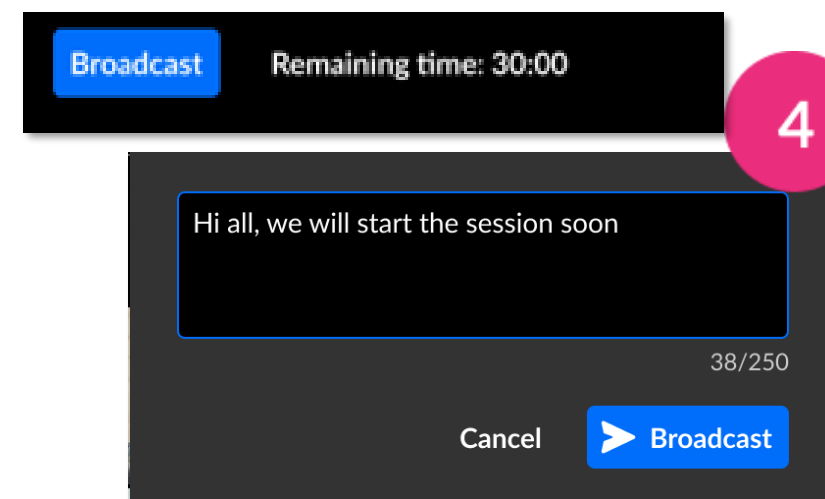 Broadcast Remaining time: 30:00
4
Hi all, we will start the session soon
38/250
Cancel Broadcast